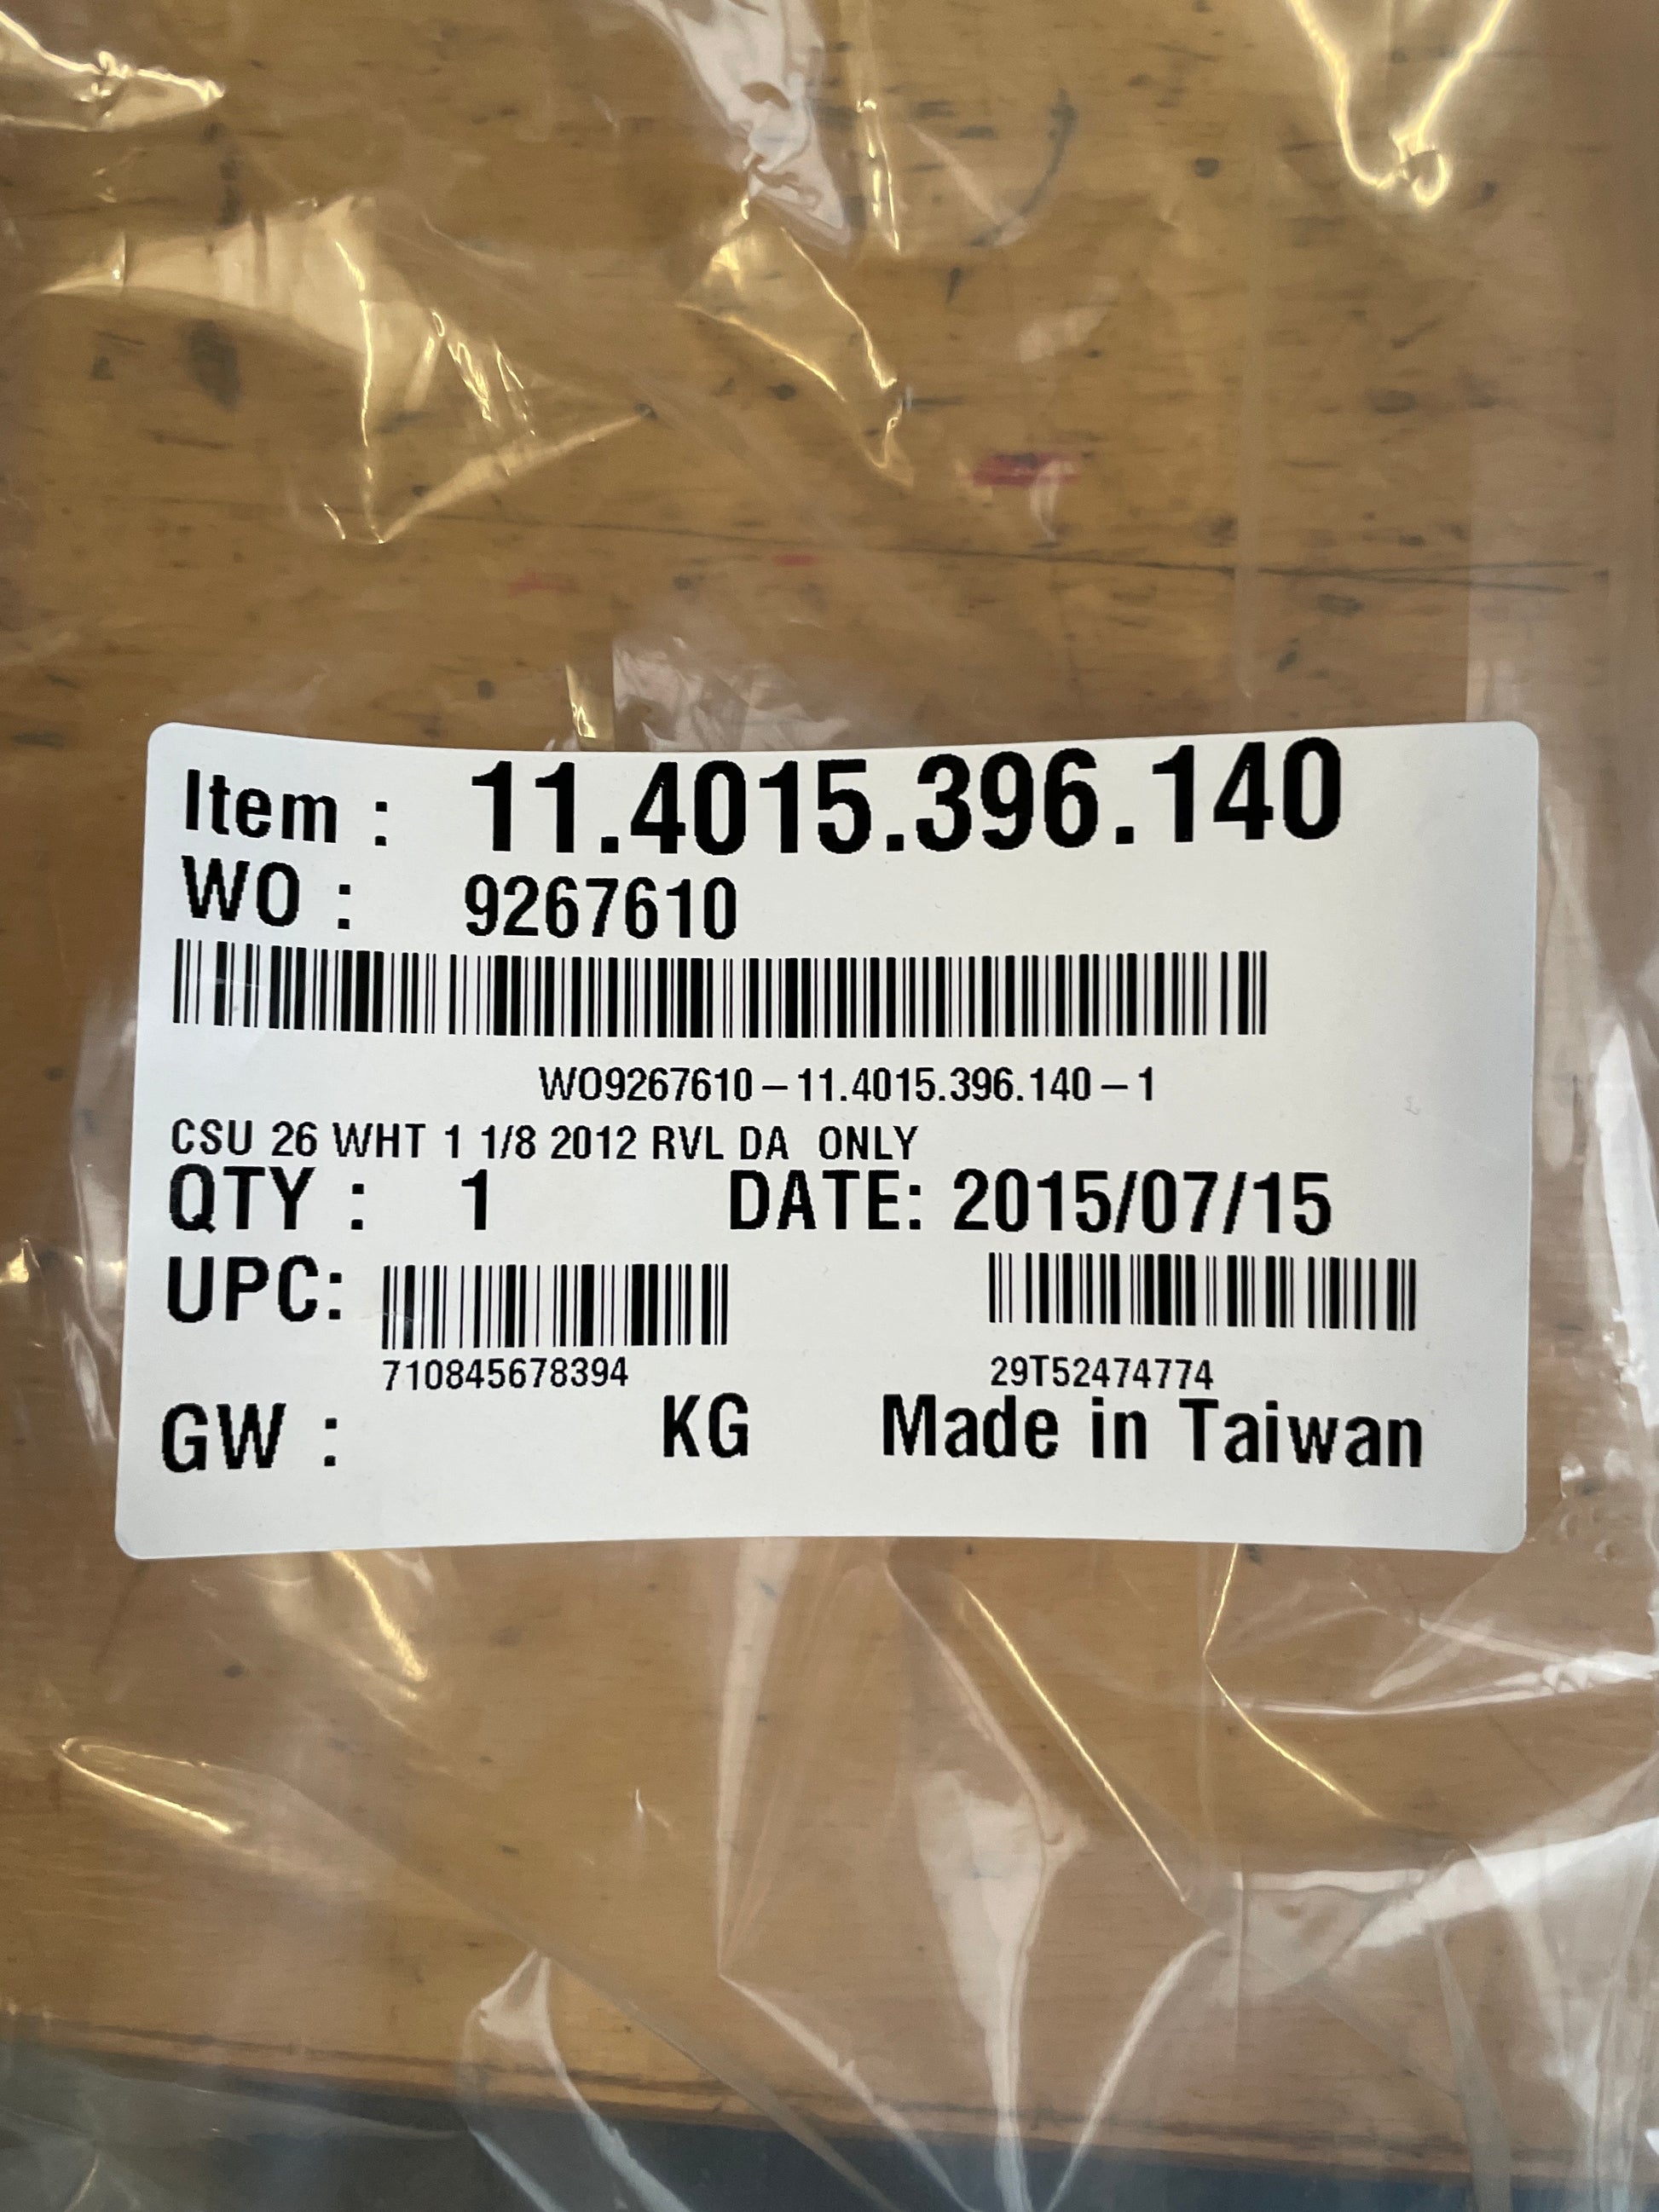 Item : 11.4015.396.140
WO : 9267610
WO9267610-11.4015.396.140-1
CSU 26 WHT 1 1/8 2012 RVL DA ONLY
QTY : 1 DATE: 2015/07/15
UPC:
710845678394 29T52474774
GW : KG Made in Taiwan